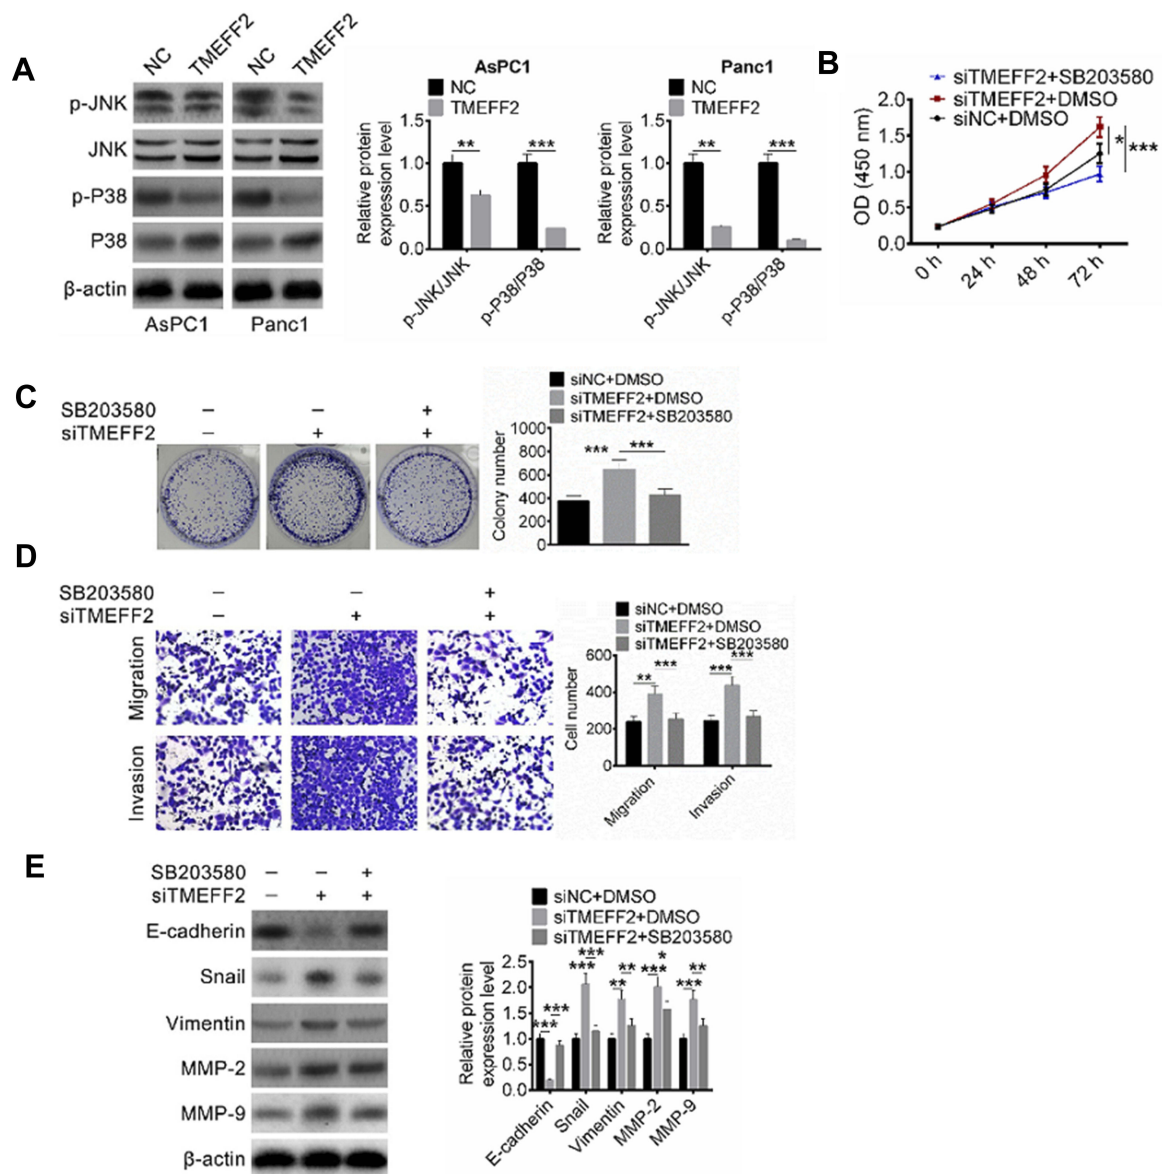 A
NC TMEFF2 NC TMEFF2
p-JNK
JNK
p-P38
P38
β-actin
AsPC1 Panc1
AsPC1
NC
TMEFF2
Relative protein
expression level
1.5
1.0
0.5
0.0
** ***
p-JNK/JNK p-P38/P38
Panc1
NC
TMEFF2
Relative protein
expression level
1.5
1.0
0.5
0.0
** ***
p-JNK/JNK p-P38/P38
B
siTMEFF2+SB203580
siTMEFF2+DMSO
siNC+DMSO
OD (450 nm)
2.0
1.5
1.0
0.5
0.0
* ***
0 h 24 h 48 h 72 h
C
SB203580 − − +
siTMEFF2 − + +
siNC+DMSO
siTMEFF2+DMSO
siTMEFF2+SB203580
Colony number
1000
800
600
400
200
0
*** ***
D
SB203580 − − +
siTMEFF2 − + +
Migration
Invasion
siNC+DMSO
siTMEFF2+DMSO
siTMEFF2+SB203580
Cell number
600
400
200
0
** *** *** ***
Migration Invasion
E
SB203580 − − +
siTMEFF2 − + +
E-cadherin
Snail
Vimentin
MMP-2
MMP-9
β-actin
siNC+DMSO
siTMEFF2+DMSO
siTMEFF2+SB203580
Relative protein
expression level
2.5
2.0
1.5
1.0
0.5
0.0
*** *** *** *** ** ** *** * *** **
E-cadherin Snail Vimentin MMP-2 MMP-9